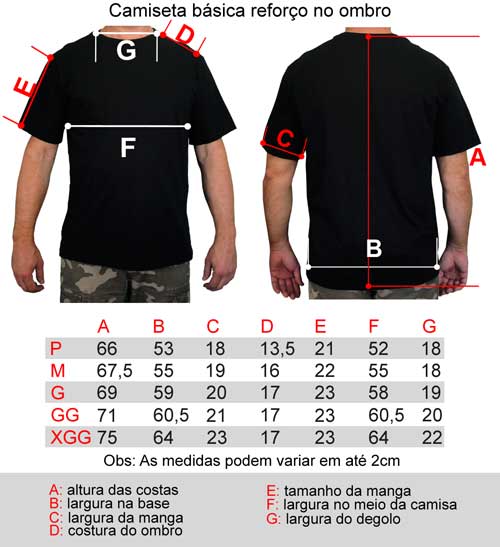 Camiseta básica reforço no ombro
G
D
E
F
C
A
B
A B C D E F G
P 66 53 18 13,5 21 52 18
M 67,5 55 19 16 22 55 18
G 69 59 20 17 23 58 19
GG 71 60,5 21 17 23 60,5 20
XGG 75 64 23 17 23 64 22
Obs: As medidas podem variar em até 2cm
A: altura das costas
B: largura na base
C: largura da manga
D: costura do ombro
E: tamanho da manga
F: largura no meio da camisa
G: largura do degolo